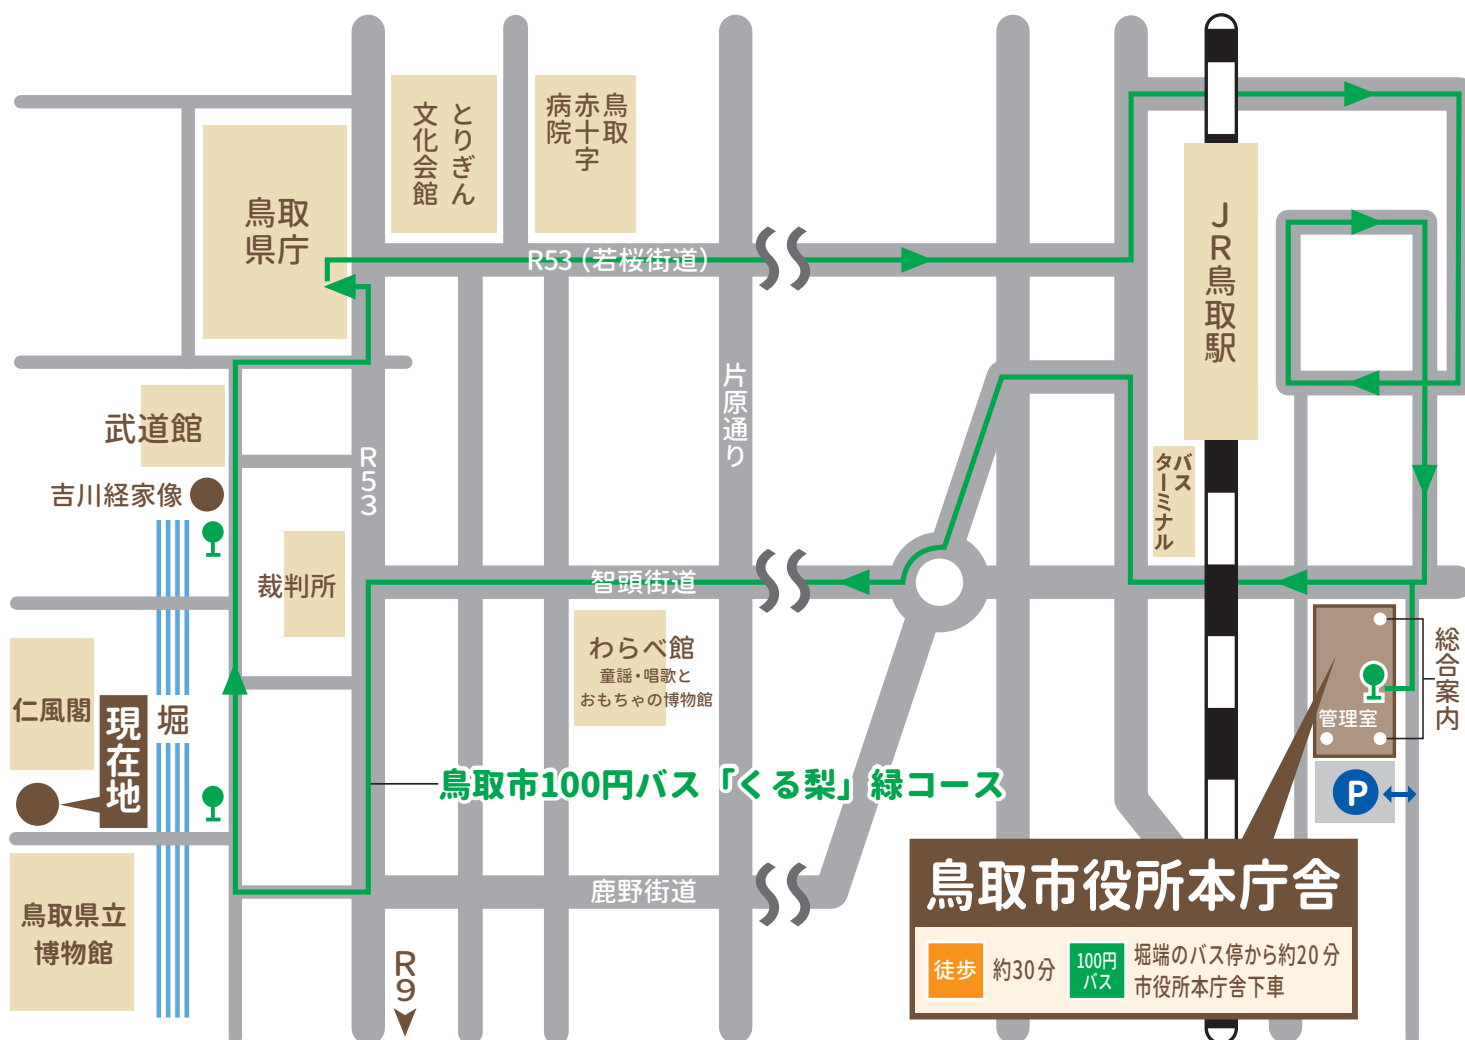 とりぎん
文化会館
鳥取
赤十字
病院
鳥取
県庁
R53（若桜街道）
JR鳥取駅
片原通り
R53
武道館
吉川経家像
バス
ターミナル
裁判所
智頭街道
わらべ館
童謡・唱歌と
おもちゃの博物館
総合案内
管理室
P
仁風閣
現在地
堀
鳥取市100円バス「くる梨」緑コース
鹿野街道
鳥取県立
博物館
R9
鳥取市役所本庁舎
徒歩
約30分
100円
バス
堀端のバス停から約20分
市役所本庁舎下車